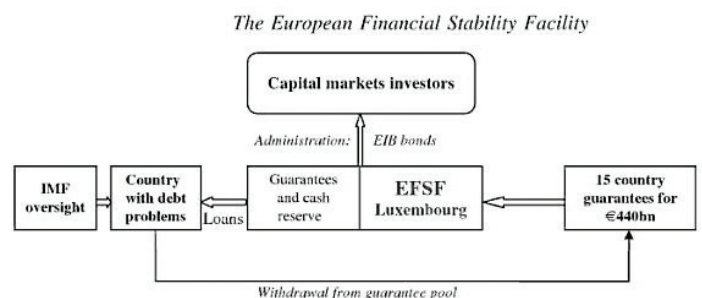 The European Financial Stability Facility
Capital markets investors
Administration: EIB bonds
IMF
oversight
Country
with debt
problems
Loans
Guarantees
and cash
reserve
EFSF
Luxembourg
15 country
guarantees for
€440bn
Withdrawal from guarantee pool